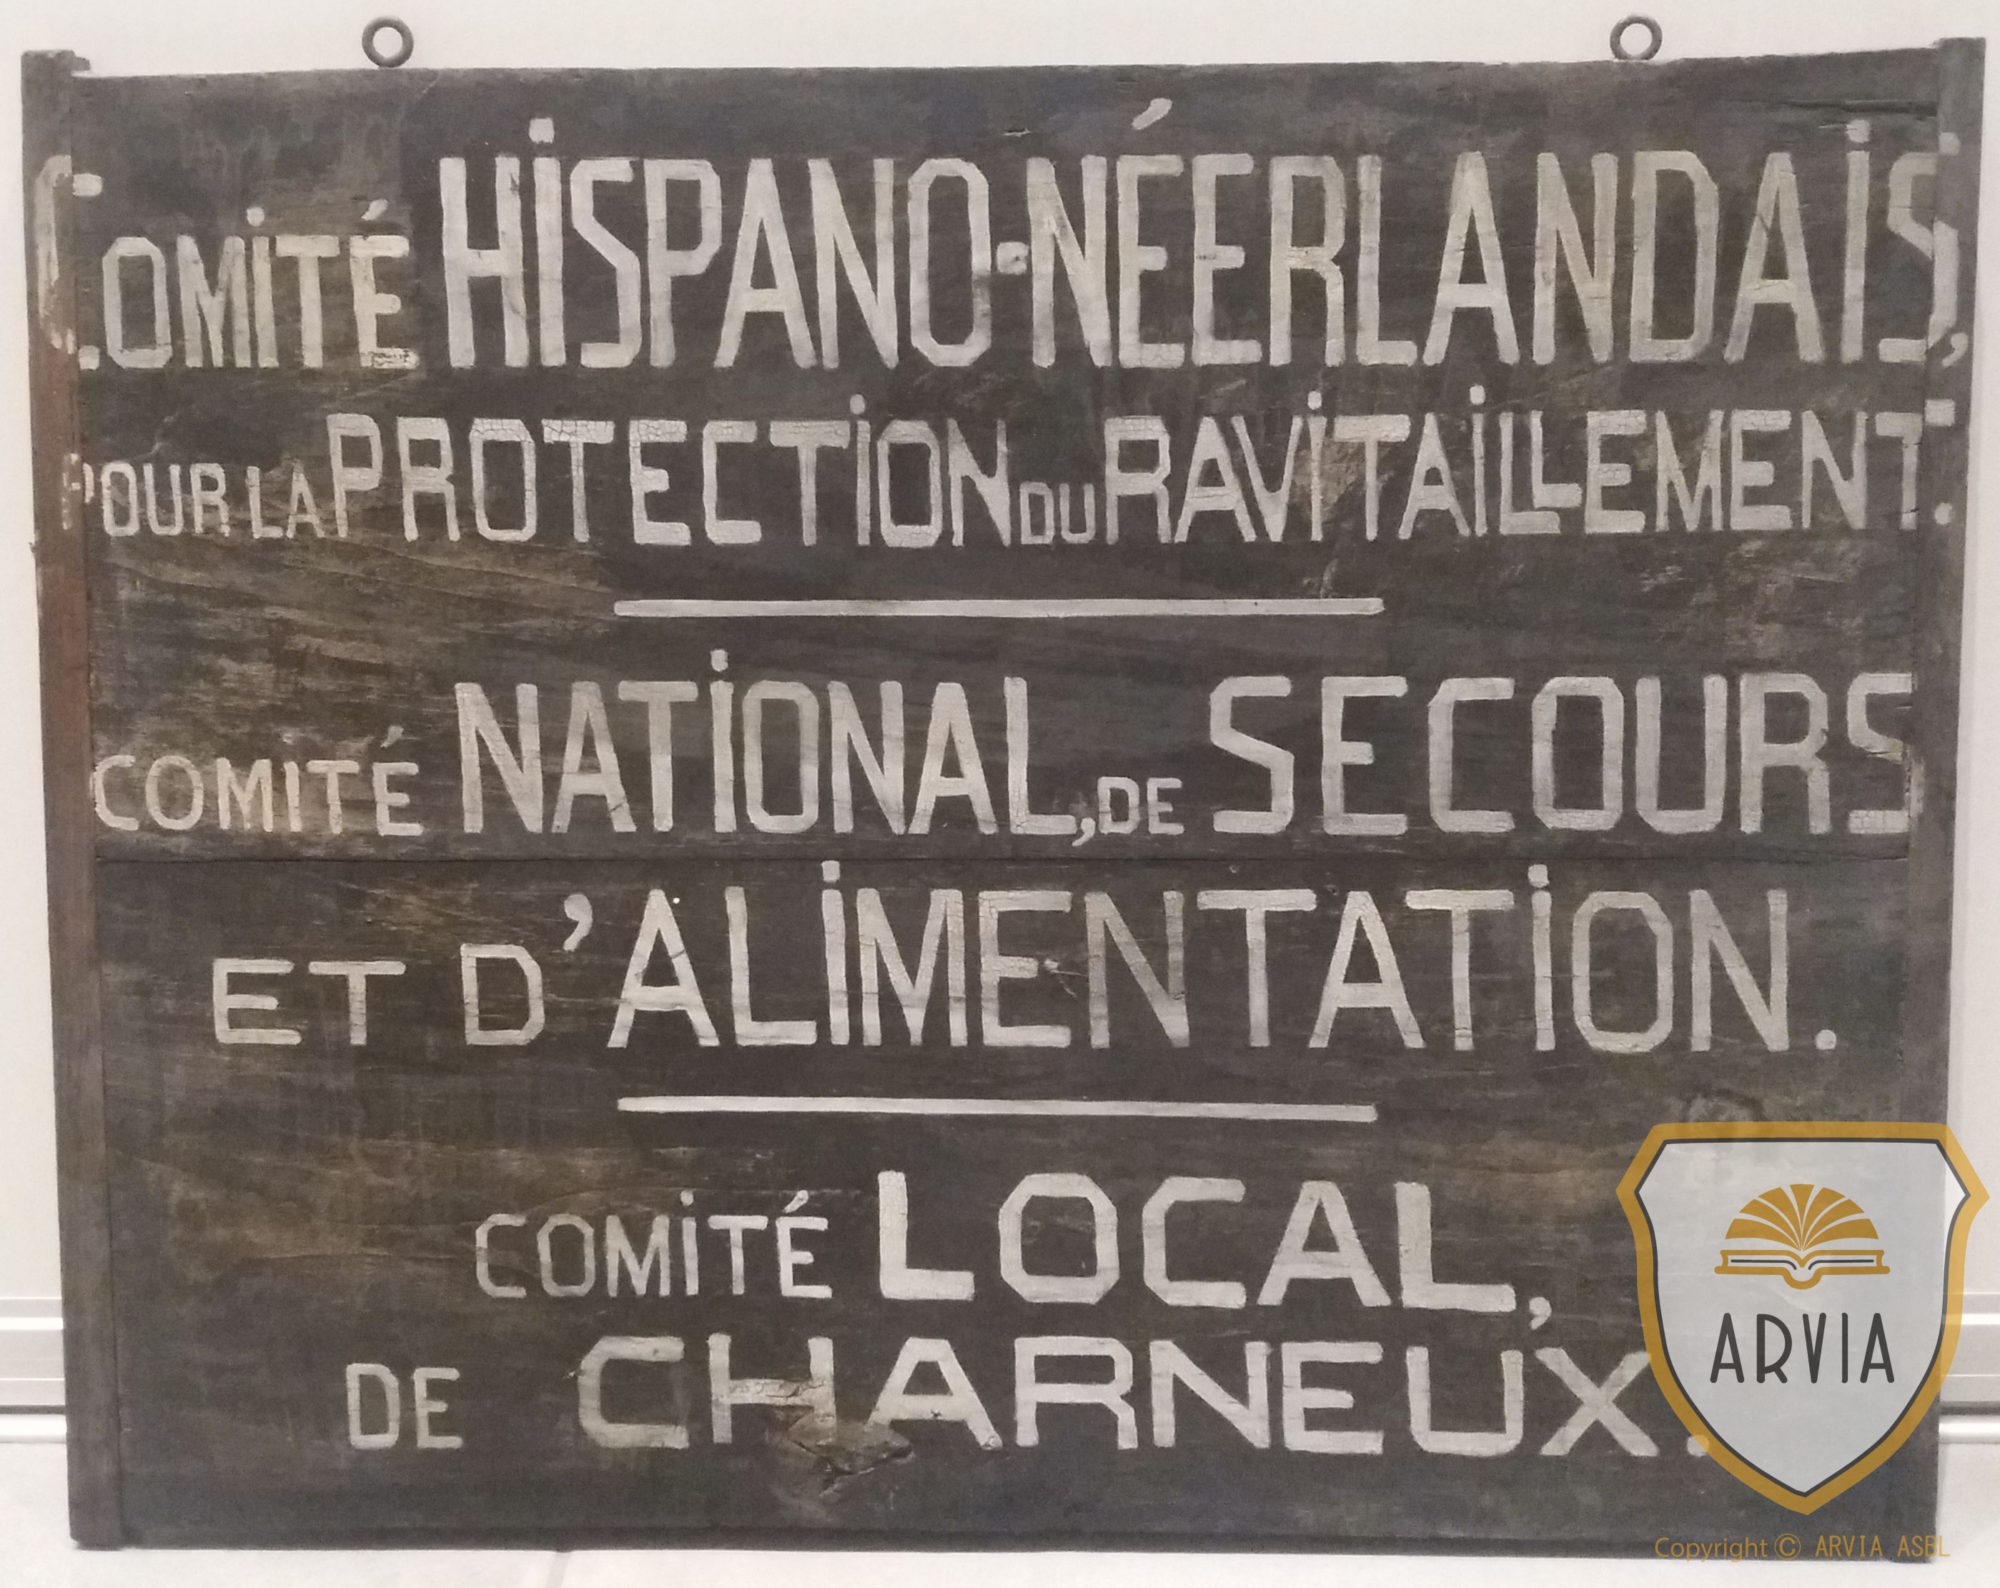 COMITÉ HISPANO-NÉERLANDAIS,
POUR LA PROTECTION DU RAVITAILLEMENT.
COMITÉ NATIONAL, DE SECOURS
ET D'ALIMENTATION.
COMITÉ LOCAL,
DE CHARNEUX.
ARVIA
Copyright © ARVIA ASBL